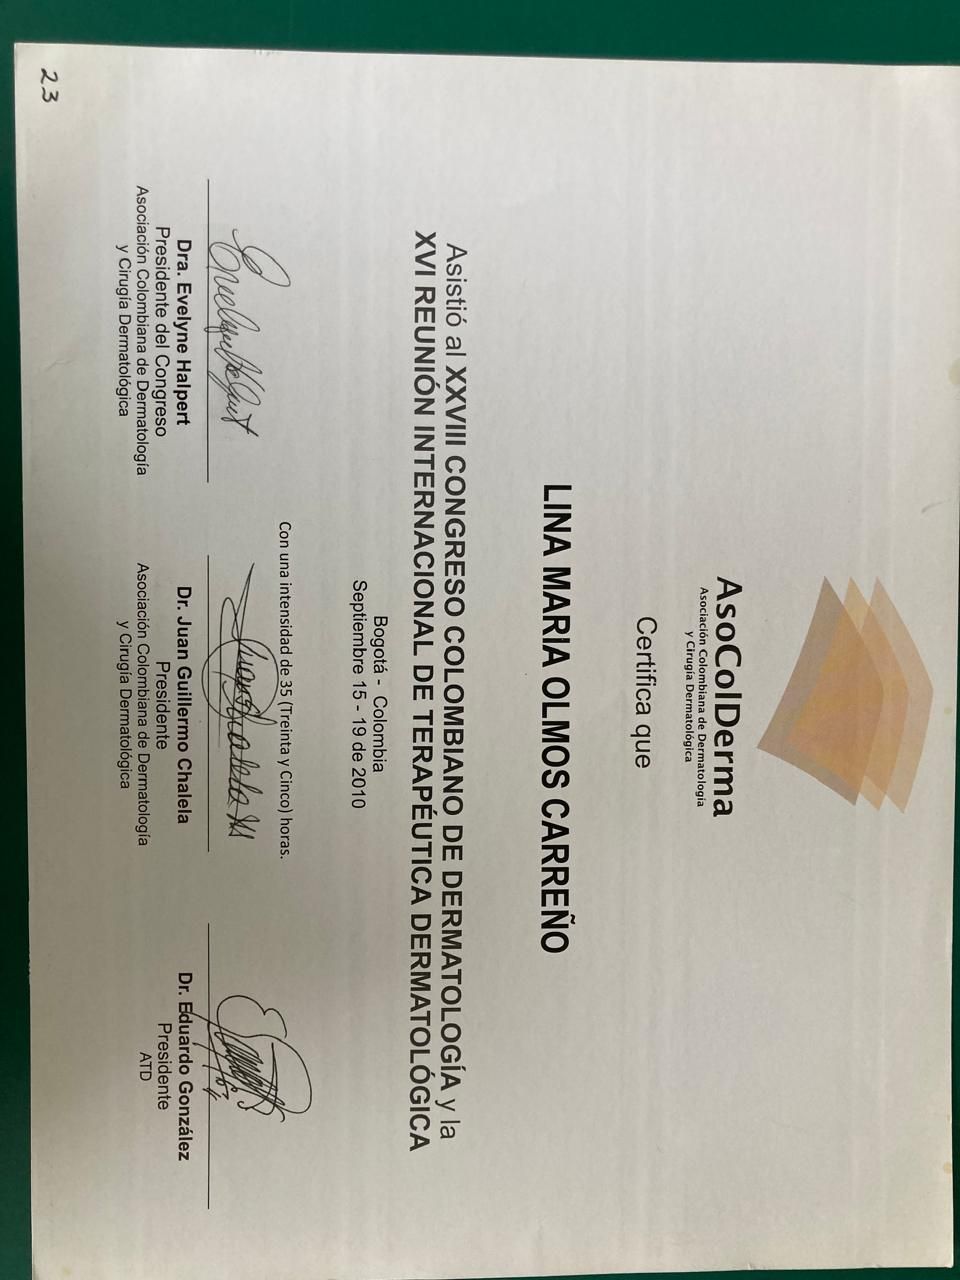 AsoColDerma
Asociación Colombiana de Dermatología
y Cirugía Dermatológica
Certifica que
LINA MARIA OLMOS CARREÑO
Asistió al XXVIII CONGRESO COLOMBIANO DE DERMATOLOGÍA y la
XVI REUNIÓN INTERNACIONAL DE TERAPÉUTICA DERMATOLÓGICA
Bogotá - Colombia
Septiembre 15 - 19 de 2010
Con una intensidad de 35 (Treinta y Cinco) horas.
Dra. Evelyne Halpert
Presidente del Congreso
Asociación Colombiana de Dermatología
y Cirugía Dermatológica
Dr. Juan Guillermo Chalela
Presidente
Asociación Colombiana de Dermatología
y Cirugía Dermatológica
Dr. Eduardo González
Presidente
ATD
23